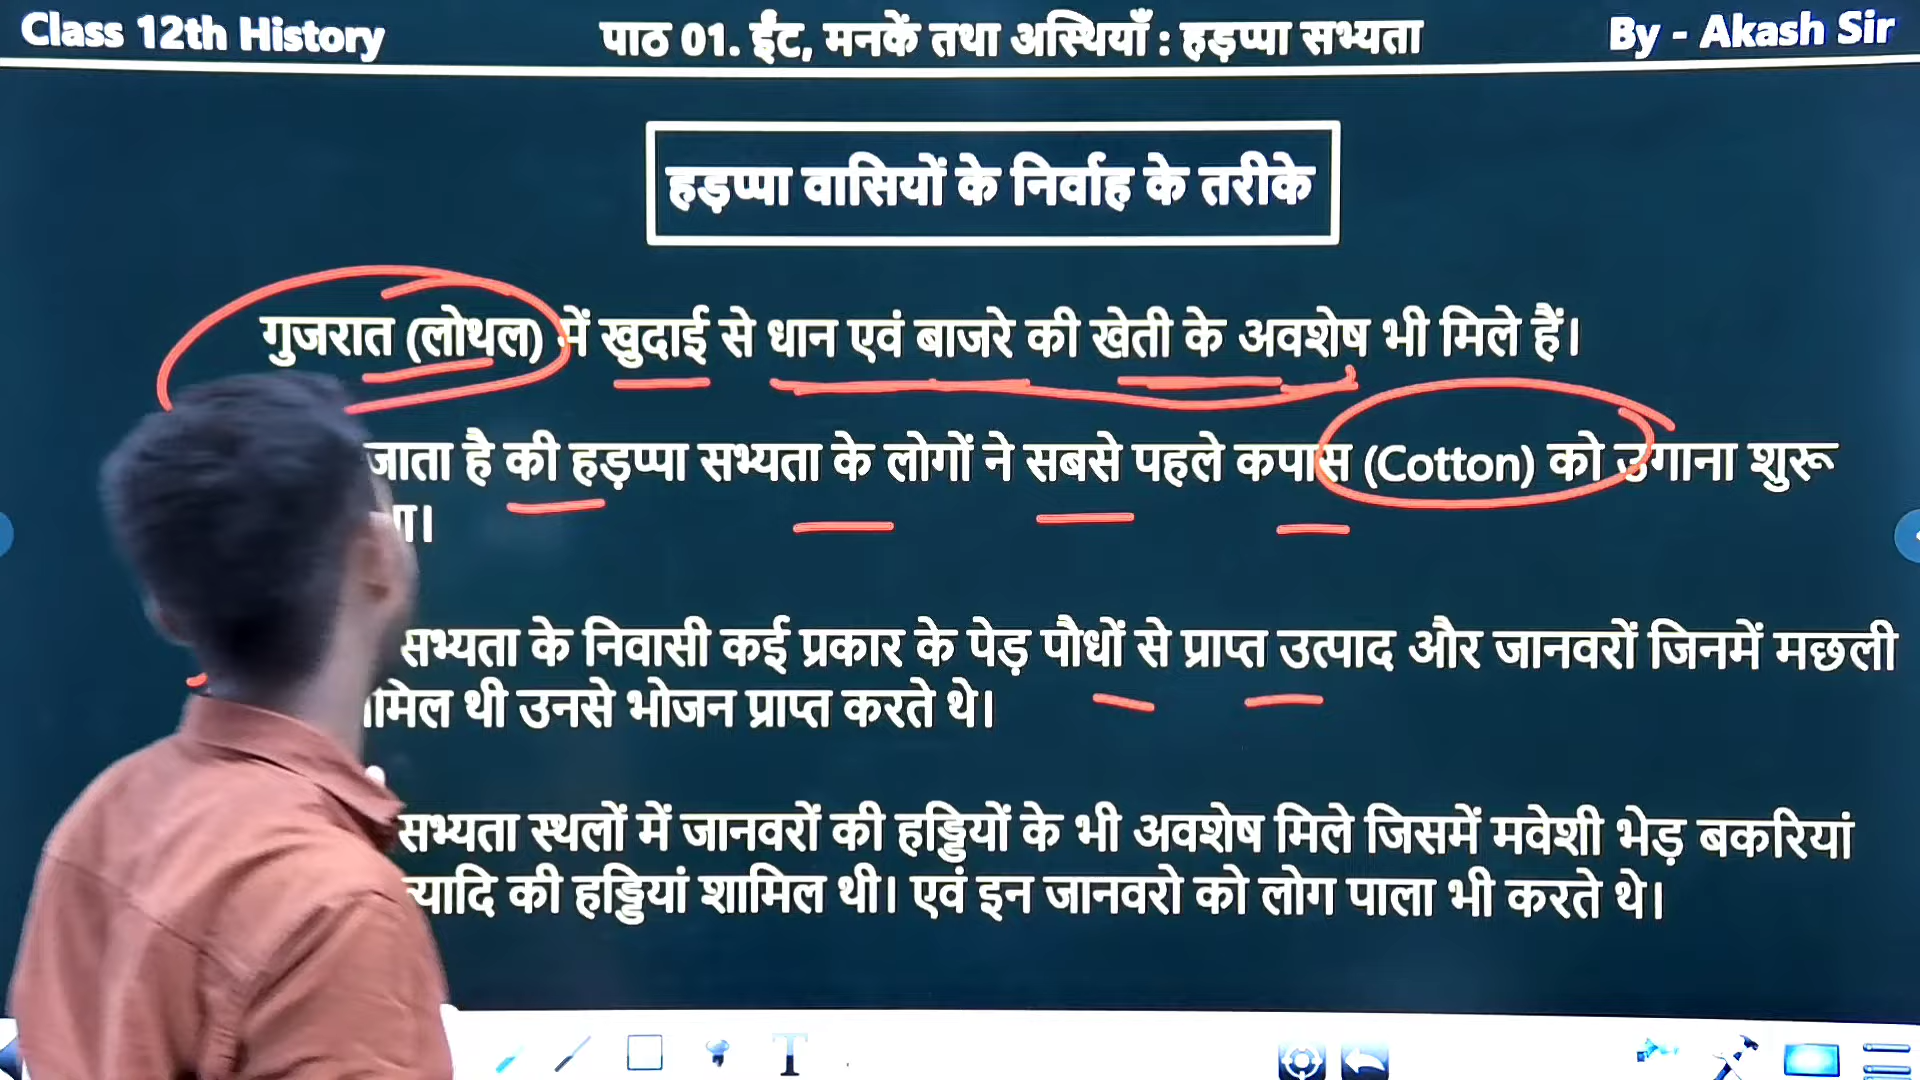 Class 12th History
पाठ 01. ईंट, मनकें तथा अस्थियाँ : हड़प्पा सभ्यता
By - Akash Sir
हड़प्पा वासियों के निर्वाह के तरीके
गुजरात (लोथल) में खुदाई से धान एवं बाजरे की खेती के अवशेष भी मिले हैं।
जाता है की हड़प्पा सभ्यता के लोगों ने सबसे पहले कपास (Cotton) को उगाना शुरू
सभ्यता के निवासी कई प्रकार के पेड़ पौधों से प्राप्त उत्पाद और जानवरों जिनमें मछली
थी उनसे भोजन प्राप्त करते थे।
सभ्यता स्थलों में जानवरों की हड्डियों के भी अवशेष मिले जिसमें मवेशी भेड़ बकरियां
की हड्डियां शामिल थी। एवं इन जानवरो को लोग पाला भी करते थे।
T